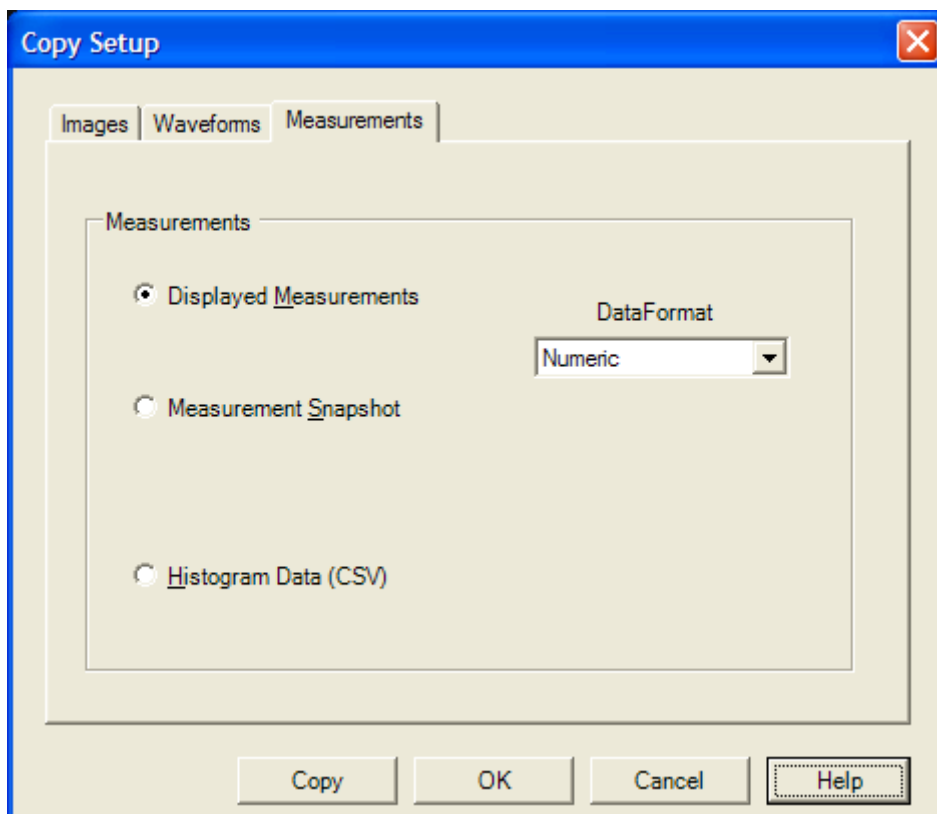 Copy Setup
Images
Waveforms
Measurements
Measurements
Displayed Measurements
DataFormat
Numeric
Measurement Snapshot
Histogram Data (CSV)
Copy
OK
Cancel
Help